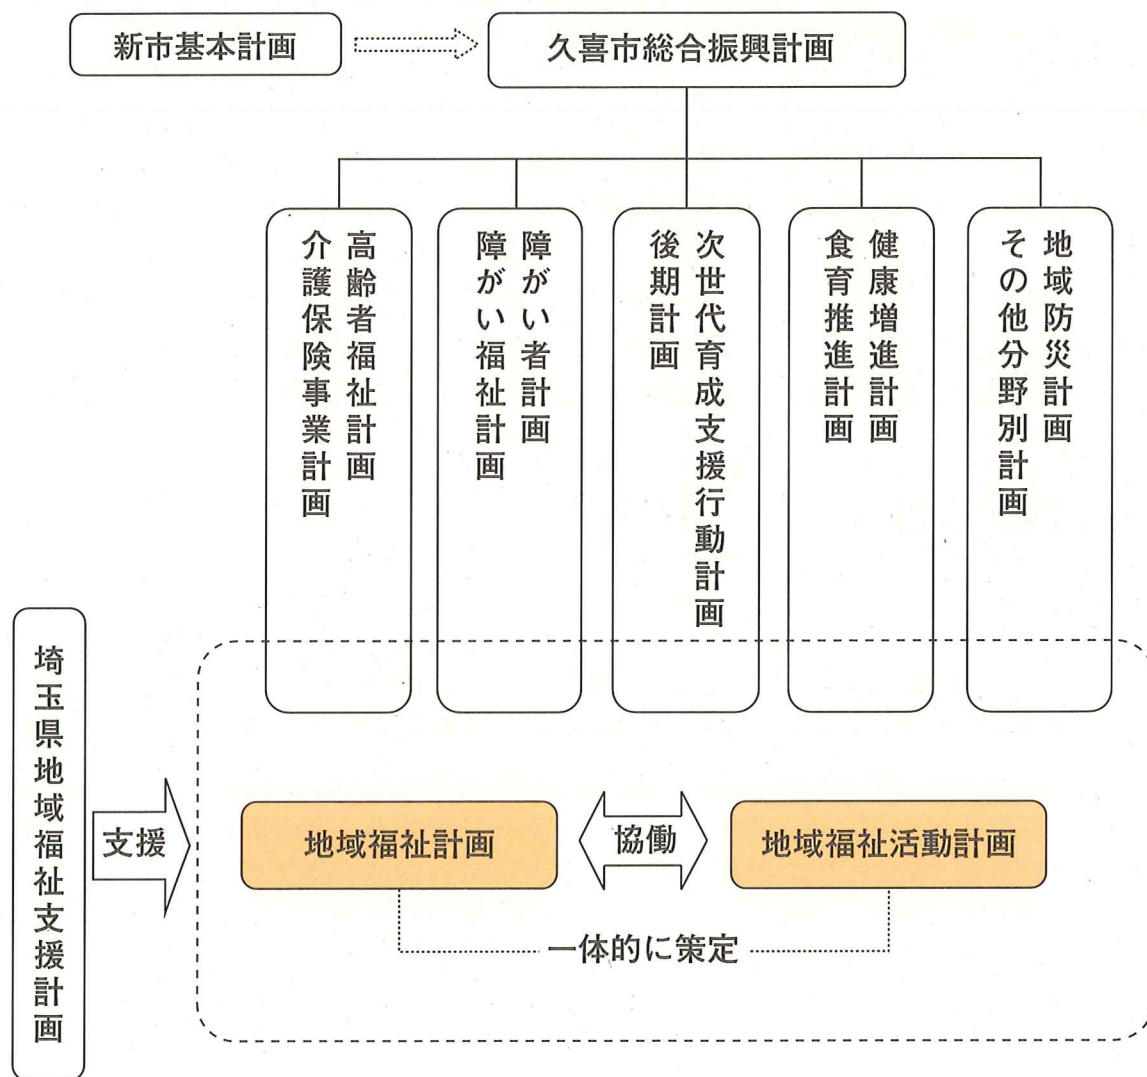 新市基本計画
久喜市総合振興計画
高齢者福祉計画
介護保険事業計画
障がい者計画
障がい福祉計画
次世代育成支援行動計画
後期計画
健康増進計画
食育推進計画
地域防災計画
その他分野別計画
埼玉県地域福祉支援計画
支援
地域福祉計画
協働
地域福祉活動計画
一体的に策定